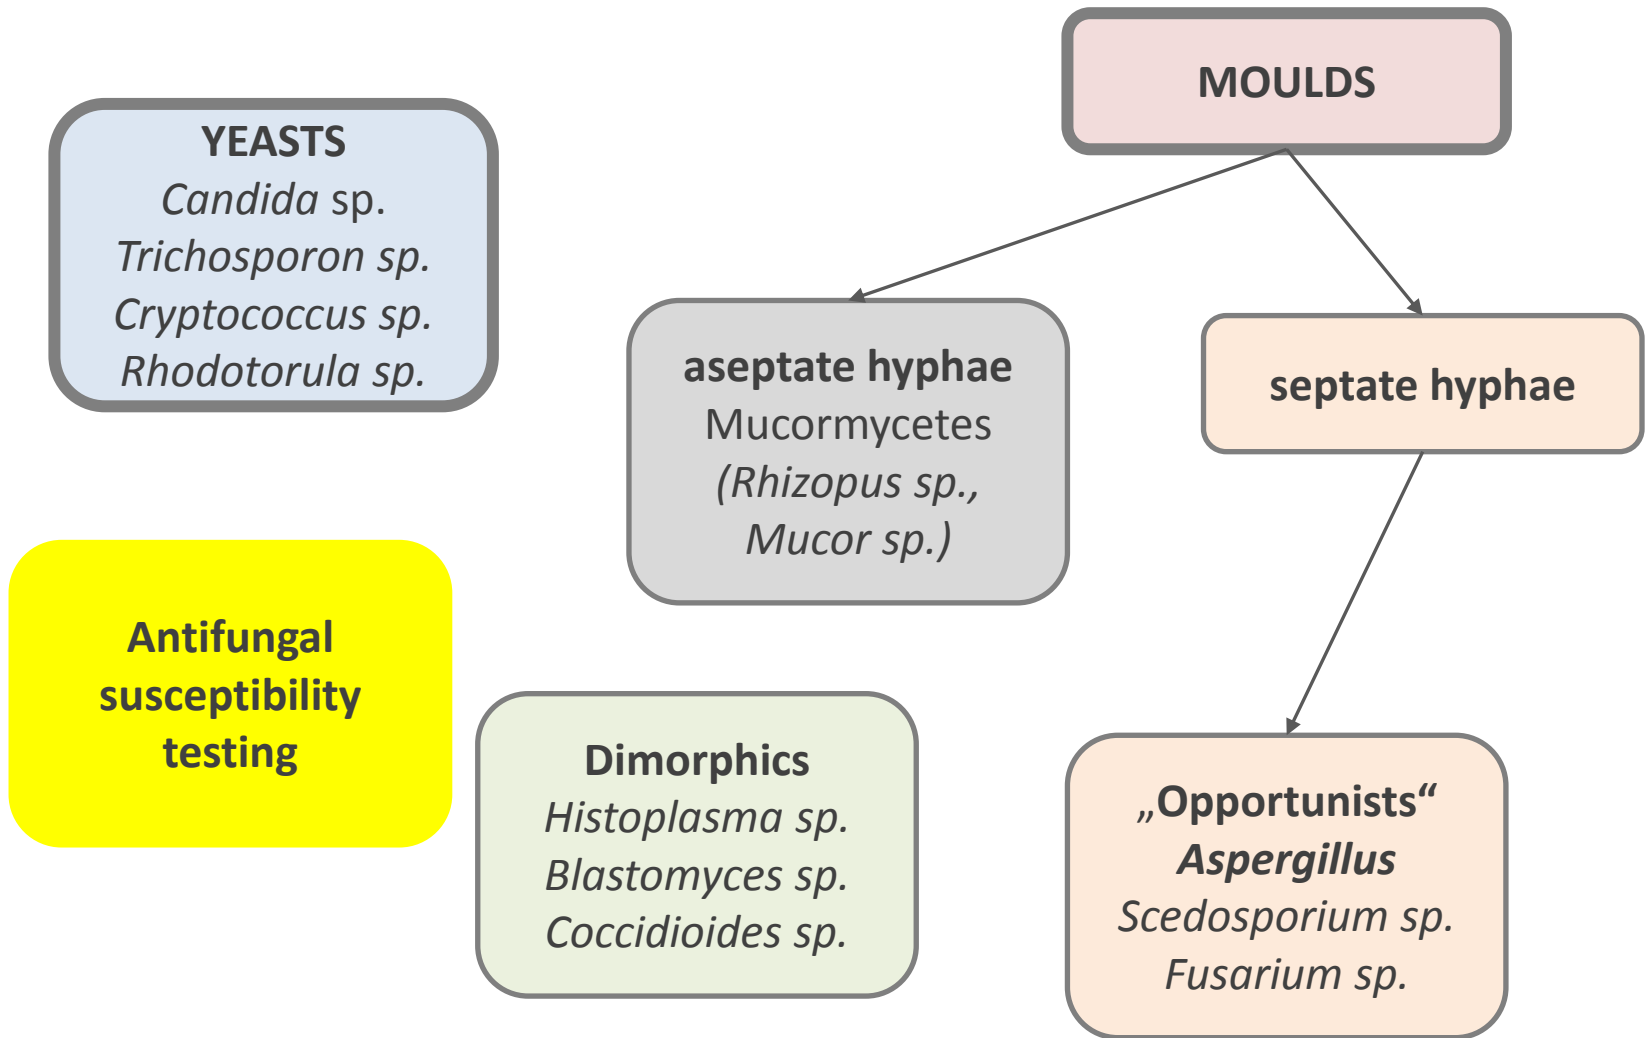 MOULDS
YEASTS
Candida sp.
Trichosporon sp.
Cryptococcus sp.
Rhodotorula sp.
aseptate hyphae
Mucormycetes
(Rhizopus sp.,
Mucor sp.)
septate hyphae
Antifungal
susceptibility
testing
Dimorphics
Histoplasma sp.
Blastomyces sp.
Coccidioides sp.
„Opportunists“
Aspergillus
Scedosporium sp.
Fusarium sp.